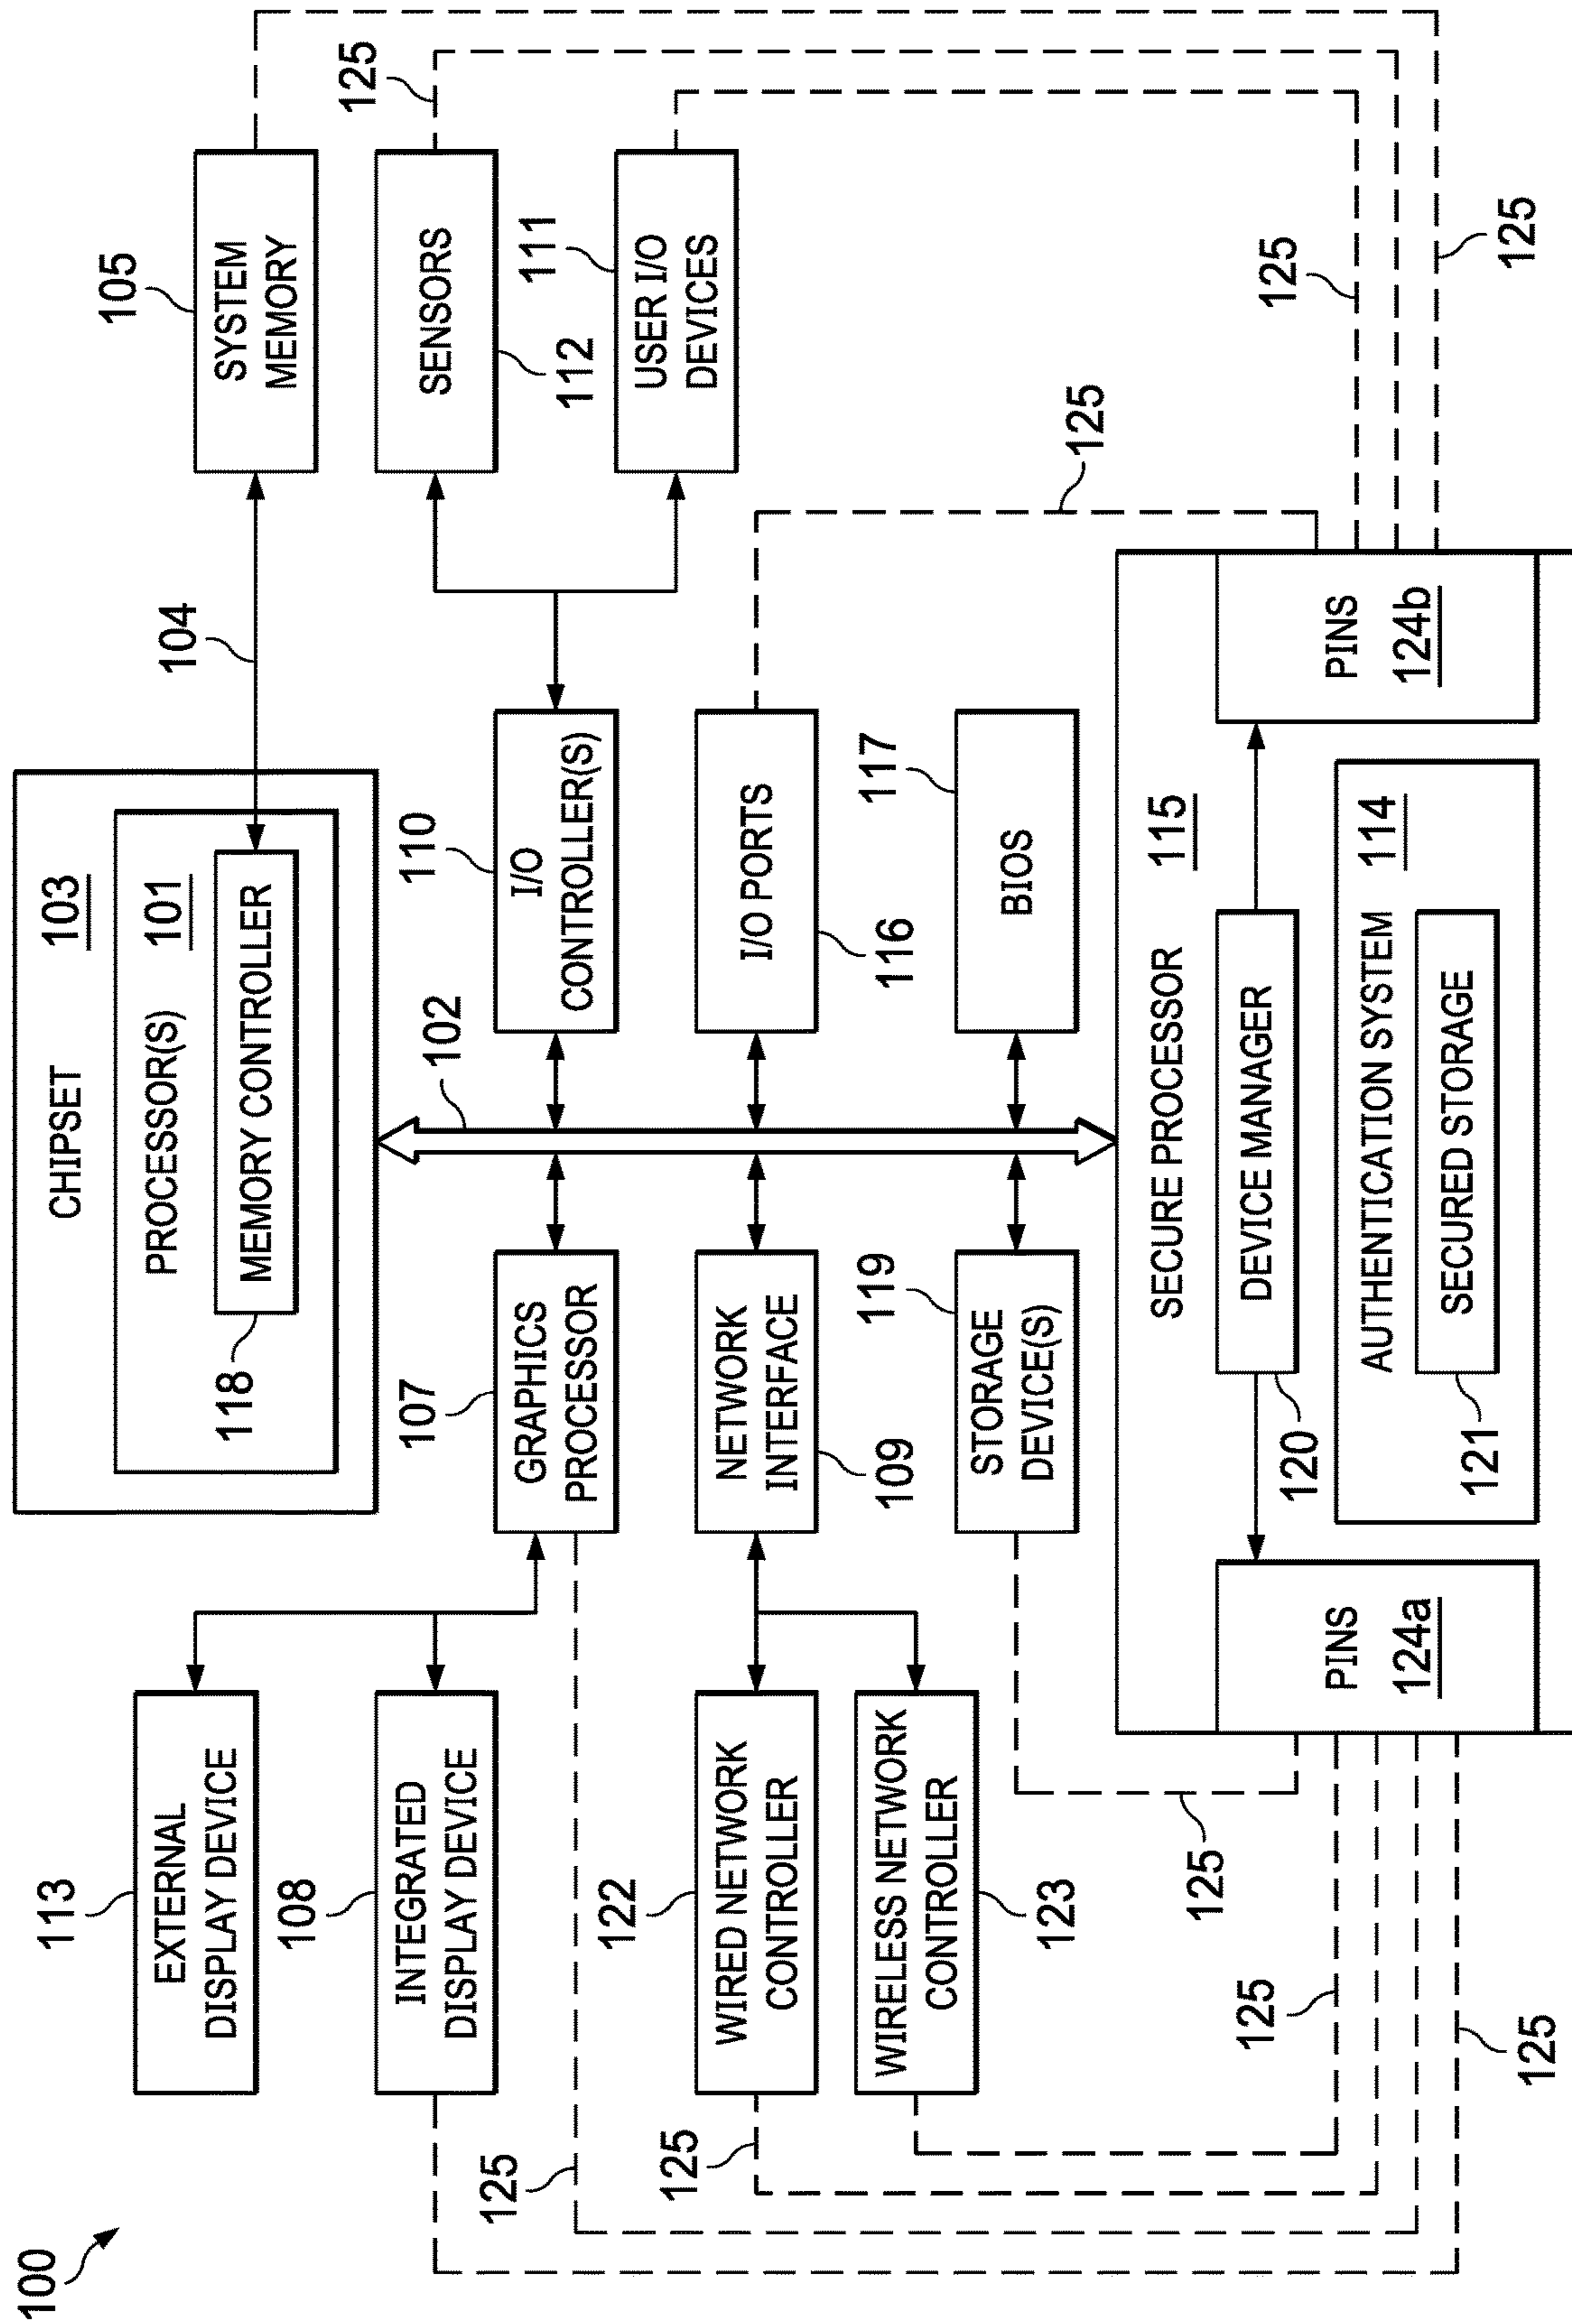 100
CHIPSET
103
PROCESSOR(S)
101
MEMORY CONTROLLER
118
104
105
SYSTEM
MEMORY
113
EXTERNAL
DISPLAY DEVICE
108
INTEGRATED
DISPLAY DEVICE
107
GRAPHICS
PROCESSOR
102
110
I/O
CONTROLLER(S)
SENSORS
112
125
111
USER I/O
DEVICES
125
122
WIRED NETWORK
CONTROLLER
NETWORK
INTERFACE
109
I/O PORTS
116
125
WIRELESS NETWORK
CONTROLLER
123
125
119
STORAGE
DEVICE(S)
117
BIOS
125
125
125
125
125
SECURE PROCESSOR
115
DEVICE MANAGER
120
PINS
124a
PINS
124b
AUTHENTICATION SYSTEM
114
SECURED STORAGE
121